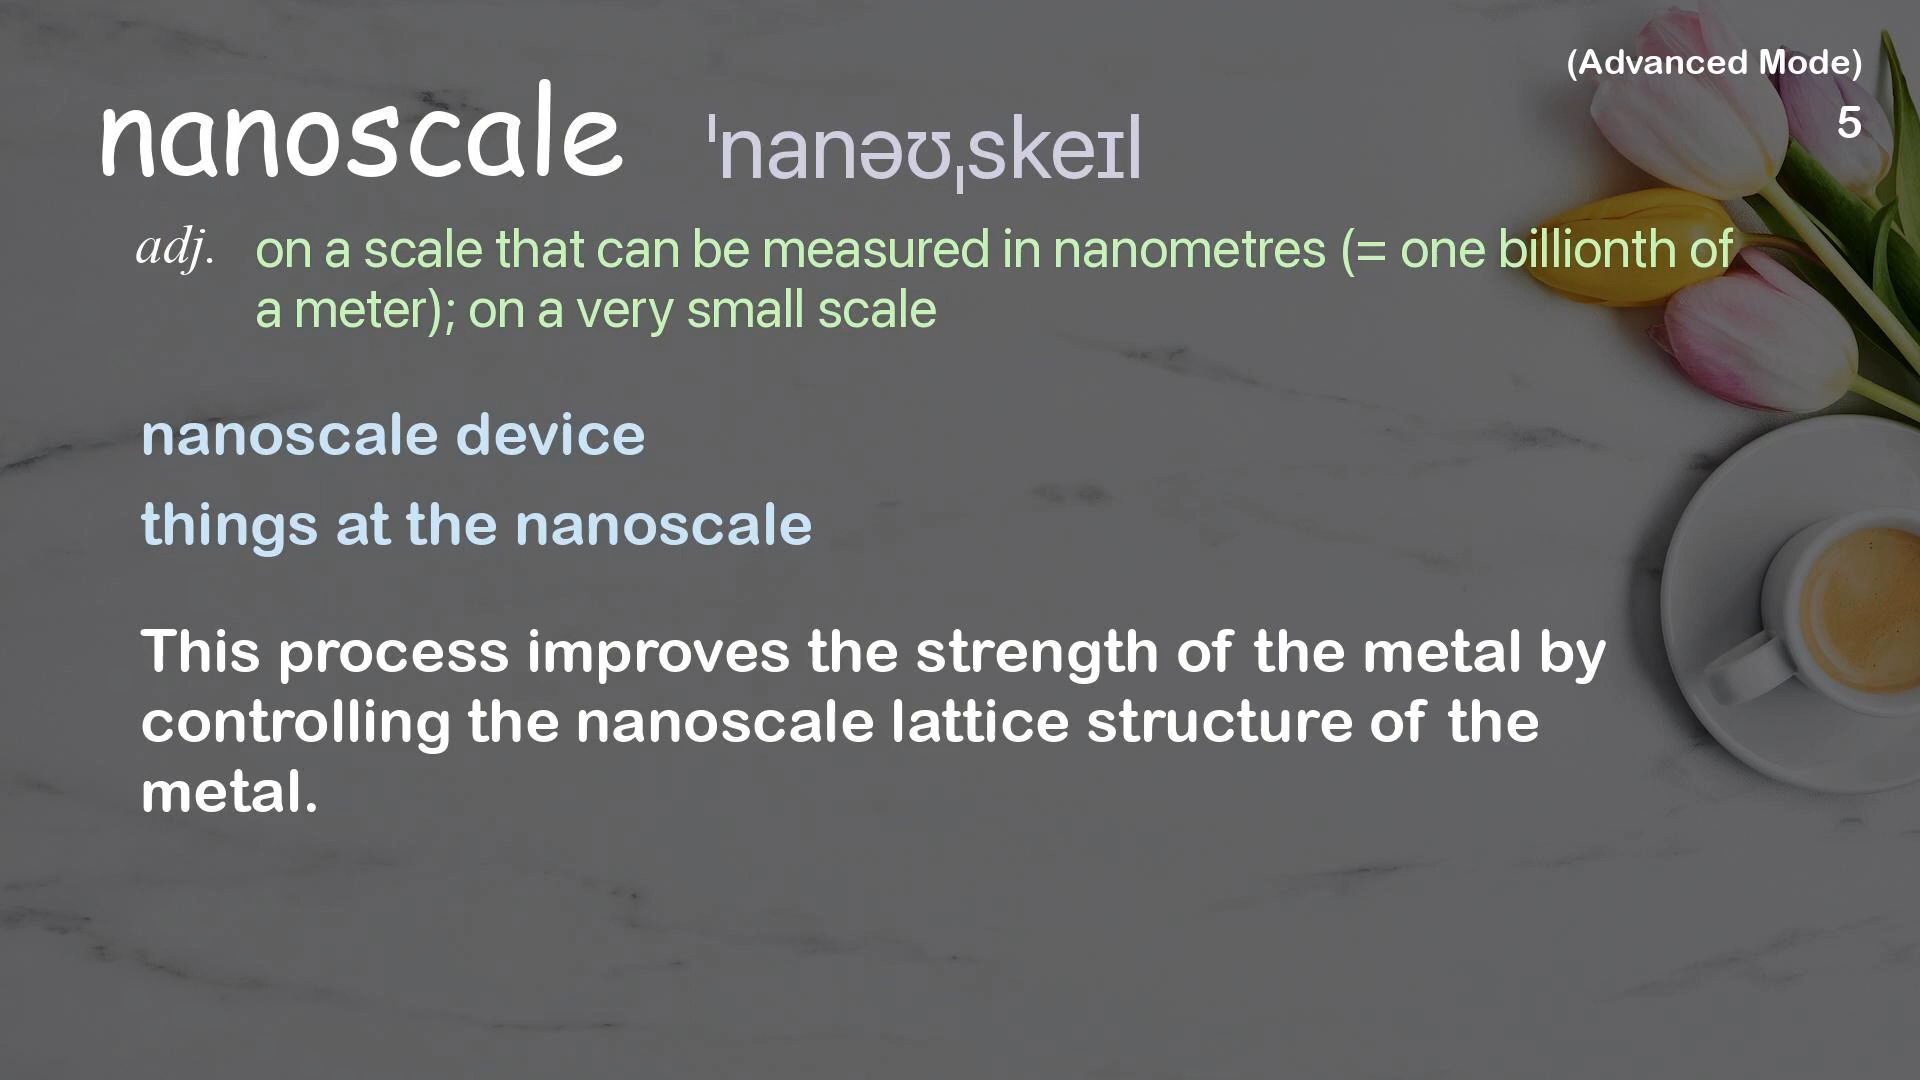 (Advanced Mode)
nanoscale ˈnanəʊˌskeɪl
5
adj. on a scale that can be measured in nanometres (= one billionth of
a meter); on a very small scale
nanoscale device
things at the nanoscale
This process improves the strength of the metal by
controlling the nanoscale lattice structure of the
metal.